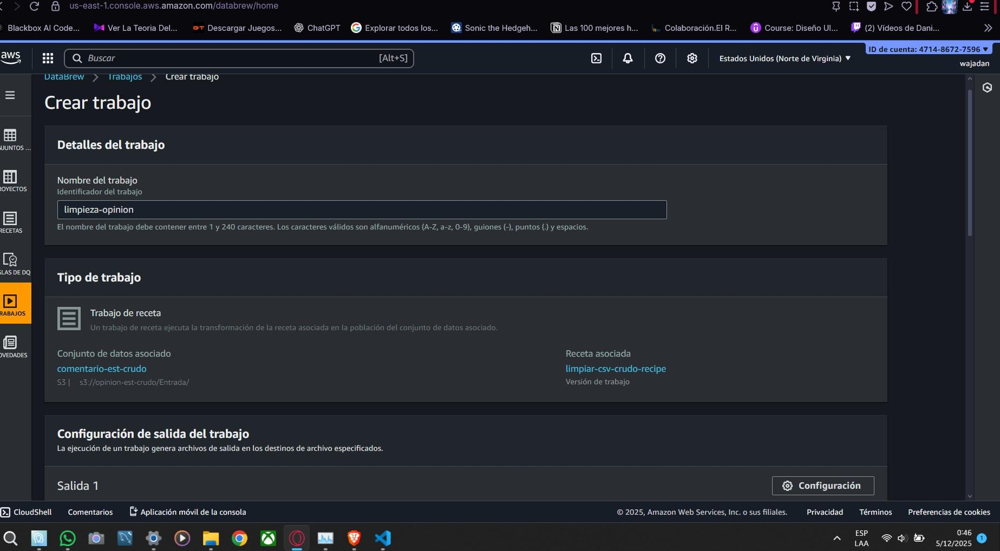 us-east-1.console.aws.amazon.com/databrew/home
Blackbox AI Code... Ver La Teoria Del... Descargar Juegos... ChatGPT Explorar todos los... Sonic the Hedgeh... Las 100 mejores h... Colaboración.El R... Course: Diseño UI... (2) Vídeos de Dani...
aws Buscar [Alt+S] Estados Unidos (Norte de Virginia) ID de cuenta: 4714-8672-7596
wajadan
DataBrew Trabajos Crear trabajo
Crear trabajo
Detalles del trabajo
Nombre del trabajo
Identificador del trabajo
limpieza-opinion
El nombre del trabajo debe contener entre 1 y 240 caracteres. Los caracteres válidos son alfanuméricos (A-Z, a-z, 0-9), guiones (-), puntos (.) y espacios.
Tipo de trabajo
Trabajo de receta
Un trabajo de receta ejecuta la transformación de la receta asociada en la población del conjunto de datos asociado.
Conjunto de datos asociado
comentario-est-crudo
S3 | s3://opinion-est-crudo/Entrada/
Receta asociada
limpiar-csv-crudo-recipe
Versión de trabajo
Configuración de salida del trabajo
La ejecución de un trabajo genera archivos de salida en los destinos de archivo especificados.
Salida 1
Configuración
NJUNTOS ...
ROYECTOS
RECETAS
GLAS DE DQ
RABAJOS
OVEDADES
CloudShell Comentarios Aplicación móvil de la consola © 2025, Amazon Web Services, Inc. o sus filiales. Privacidad Términos Preferencias de cookies
ESP
LAA
0:46
5/12/2025
1